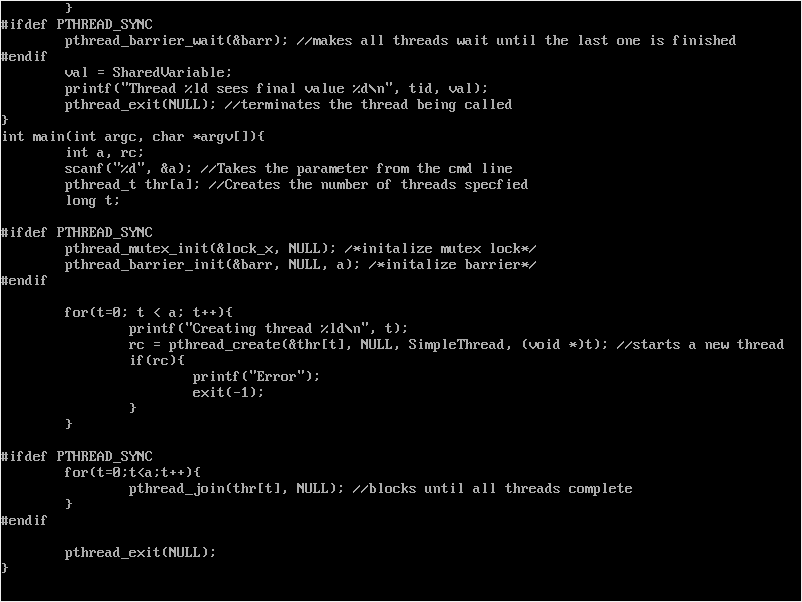 }
#ifdef PTHREAD_SYNC
        pthread_barrier_wait(&barr); //makes all threads wait until the last one is finished
#endif
        val = SharedVariable;
        printf("Thread %ld sees final value %d\n", tid, val);
        pthread_exit(NULL); //terminates the thread being called
}
int main(int argc, char *argv[]){
        int a, rc;
        scanf("%d", &a); //Takes the parameter from the cmd line
        pthread_t thr[a]; //Creates the number of threads specfied
        long t;

#ifdef PTHREAD_SYNC
        pthread_mutex_init(&lock_x, NULL); /*initalize mutex lock*/
        pthread_barrier_init(&barr, NULL, a); /*initalize barrier*/
#endif

        for(t=0; t < a; t++){
                printf("Creating thread %ld\n", t);
                rc = pthread_create(&thr[t], NULL, SimpleThread, (void *)t); //starts a new thread
                if(rc){
                        printf("Error");
                        exit(-1);
                }
        }

#ifdef PTHREAD_SYNC
        for(t=0;t<a;t++){
                pthread_join(thr[t], NULL); //blocks until all threads complete
        }
#endif

        pthread_exit(NULL);
}